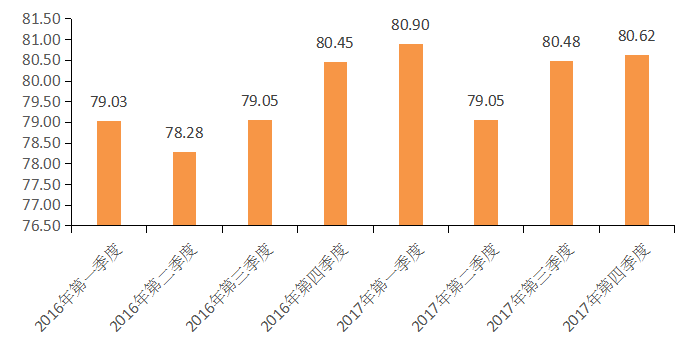 81.50
81.00
80.50
80.00
79.50
79.00
78.50
78.00
77.50
77.00
76.50
79.03
78.28
79.05
80.45
80.90
79.05
80.48
80.62
2016年第一季度
2016年第二季度
2016年第三季度
2016年第四季度
2017年第一季度
2017年第二季度
2017年第三季度
2017年第四季度